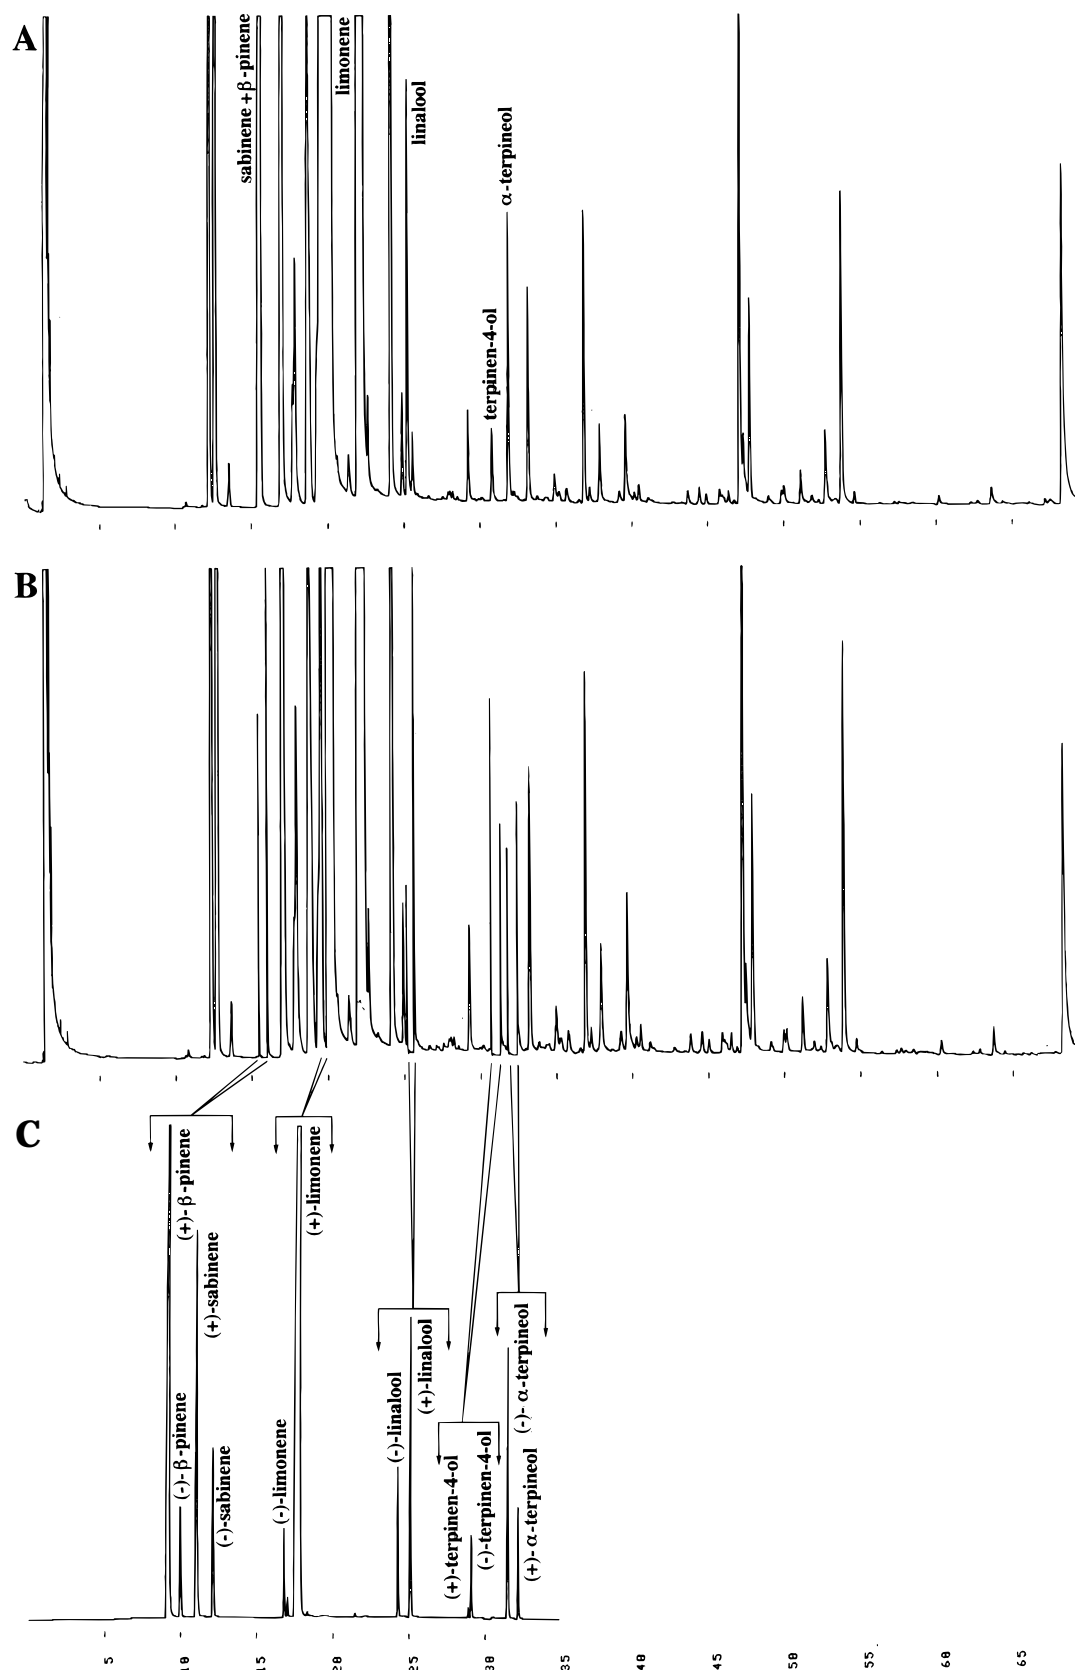 A
sabinene + β -pinene
limonene
linalool
α-terpineol
terpinen-4-ol
B
C
(+)- β -pinene
(+)-sabinene
(-)- β -pinene
(-)-sabinene
(+)-limonene
(-)-limonene
(-)-linalool
(+)-linalool
(+)-terpinen-4-ol
(-)-terpinen-4-ol
(-)- α -terpineol
(+)- α -terpineol
5
10
15
20
25
30
35
40
45
50
55
60
65